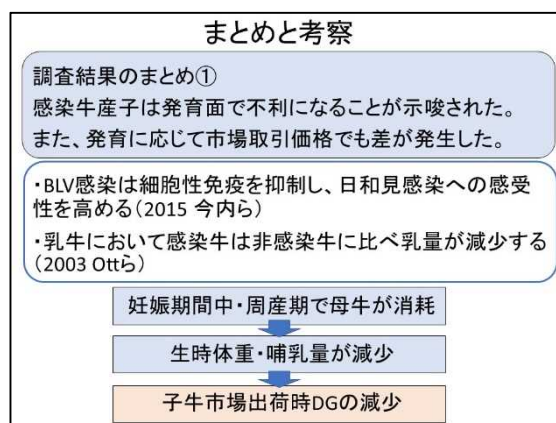 まとめと考察
調査結果のまとめ①
感染牛産子は発育面で不利になることが示唆された。
また、発育に応じて市場取引価格でも差が発生した。
・BLV感染は細胞性免疫を抑制し、日和見感染への感受
性を高める（2015 今内ら）
・乳牛において感染牛は非感染牛に比べ乳量が減少する
（2003 Ottら）
妊娠期間中・周産期で母牛が消耗
生時体重・哺乳量が減少
子牛市場出荷時DGの減少